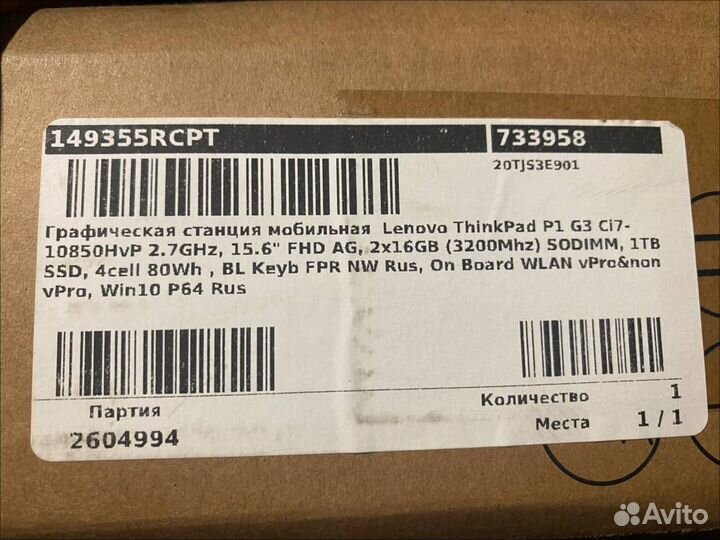 149355RCPT 733958
20TJS3E901
Графическая станция мобильная Lenovo ThinkPad P1 G3 Ci7-
10850HvP 2.7GHz, 15.6" FHD AG, 2x16GB (3200Mhz) SODIMM, 1TB
SSD, 4cell 80Wh , BL Keyb FPR NW Rus, On Board WLAN vPro&non
vPro, Win10 P64 Rus
Партия
2604994
Количество 1
Места 1 / 1
Avito